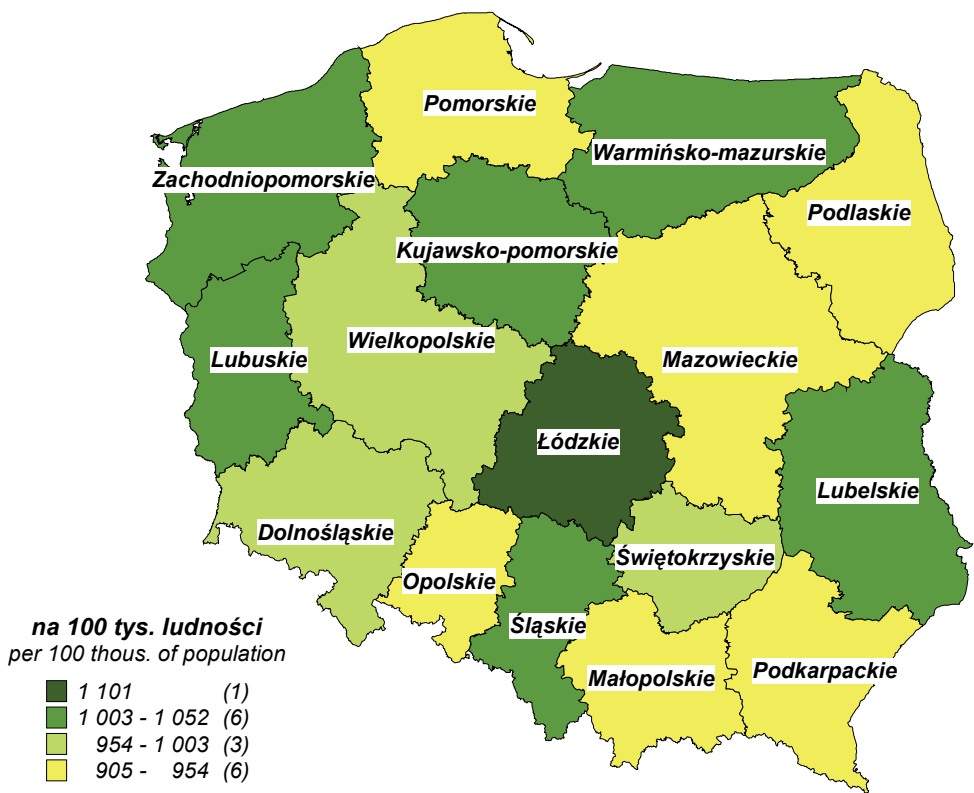 Pomorskie
Warmińsko-mazurskie
Zachodniopomorskie
Podlaskie
Kujawsko-pomorskie
Wielkopolskie
Lubuskie
Mazowieckie
Łódzkie
Lubelskie
Dolnośląskie
Świętokrzyskie
Opolskie
Śląskie
Podkarpackie
Małopolskie
na 100 tys. ludności
per 100 thous. of population
1 101 (1)
1 003 - 1 052 (6)
954 - 1 003 (3)
905 - 954 (6)